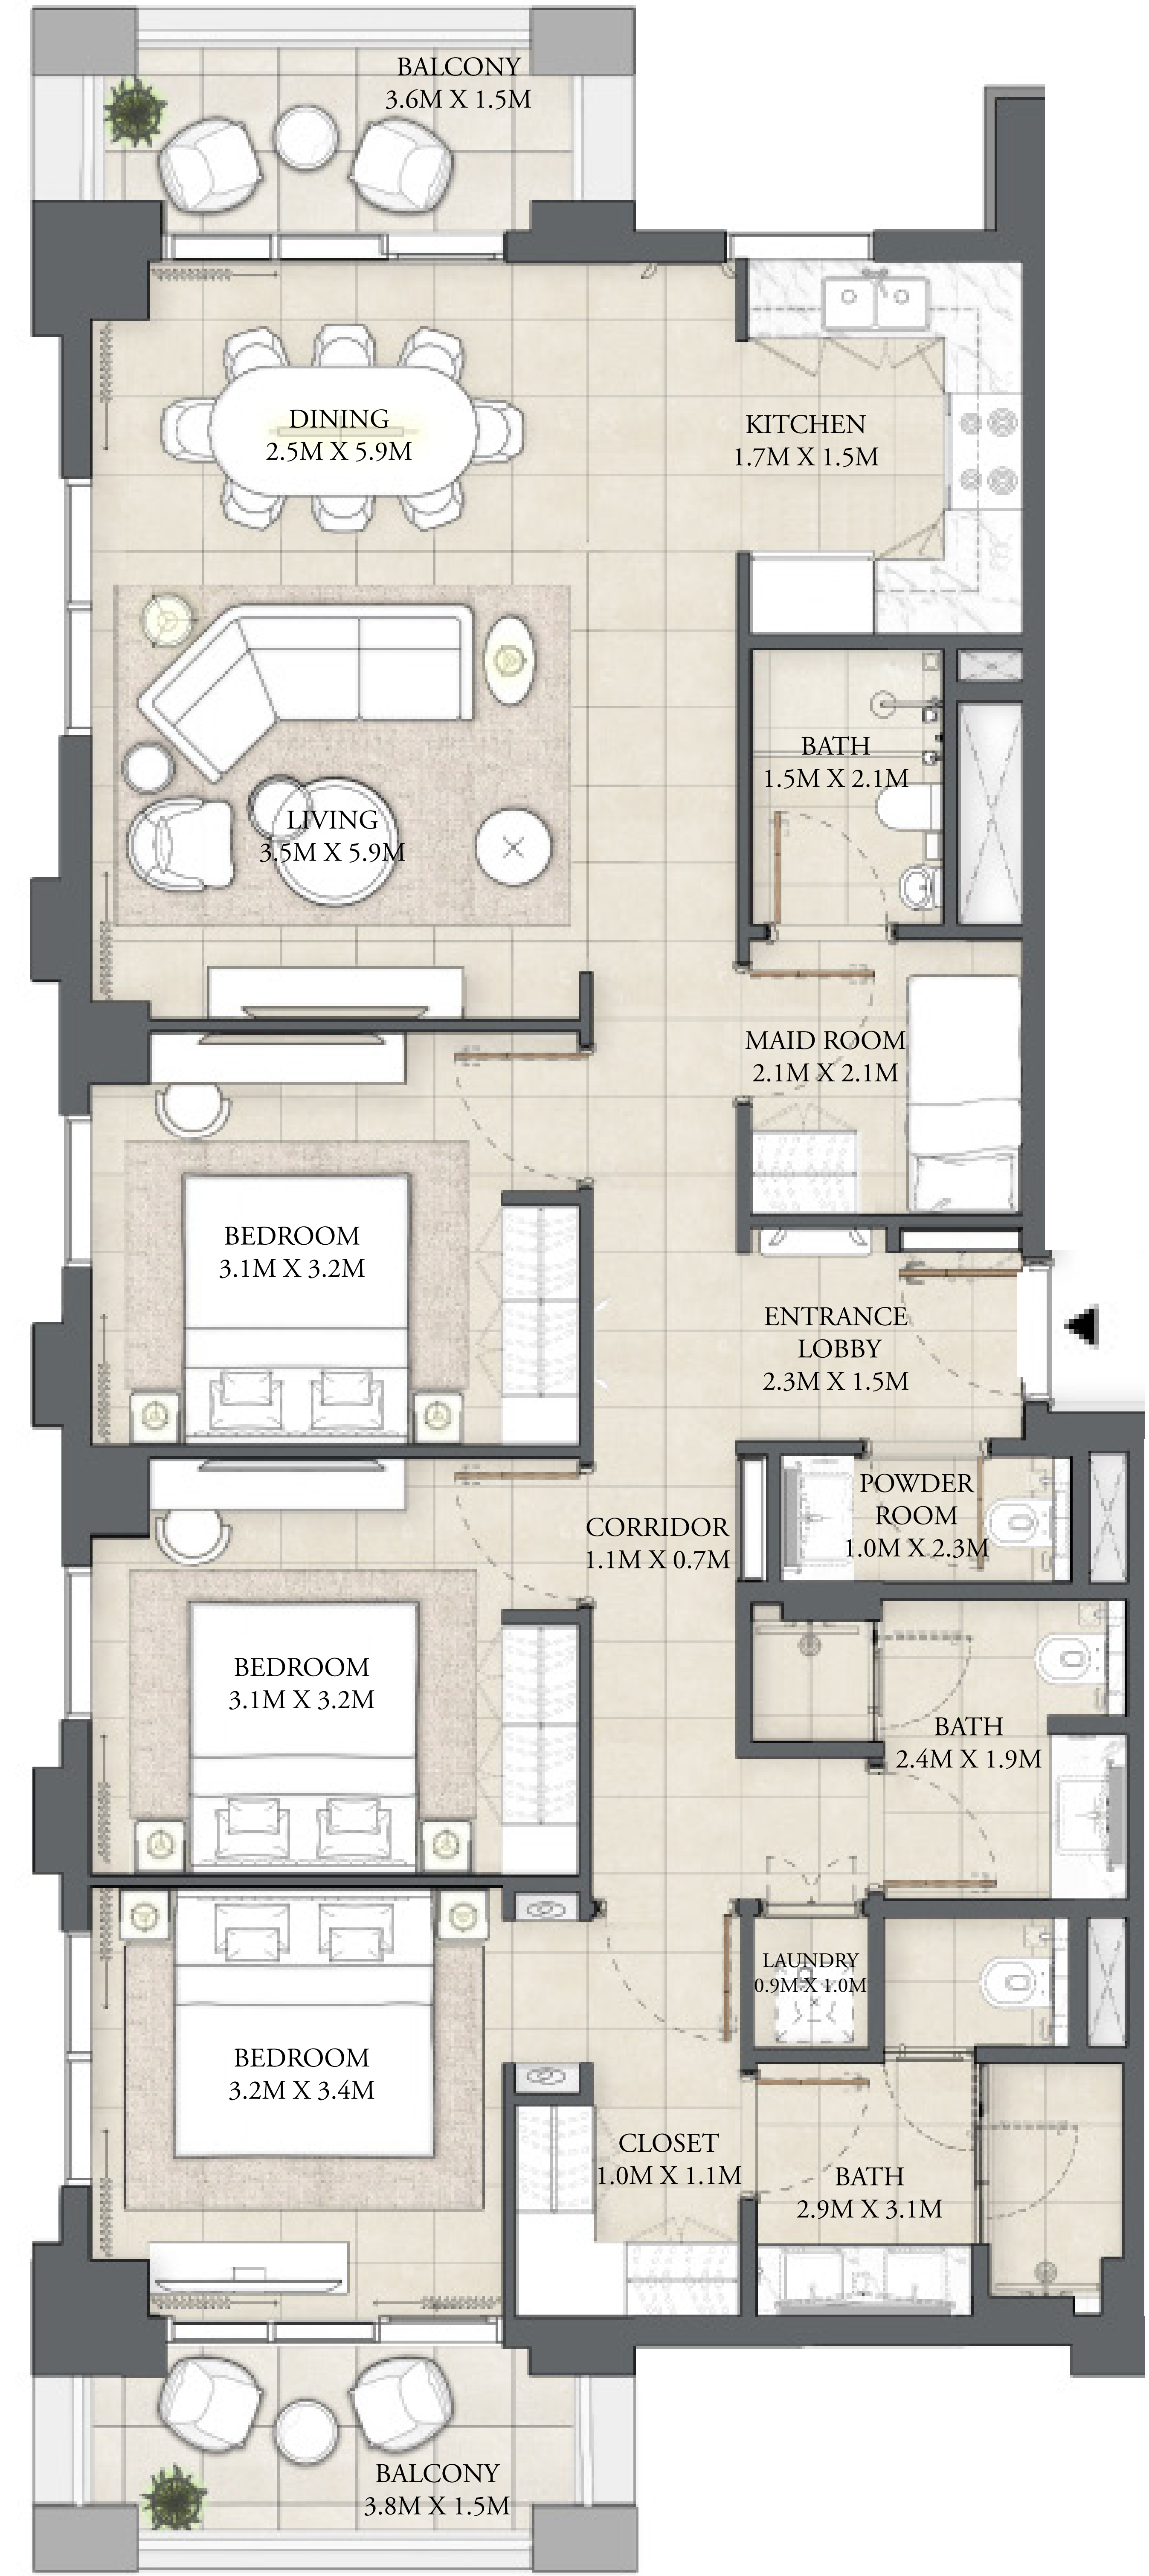 BALCONY
3.6M X 1.5M
DINING
2.5M X 5.9M
KITCHEN
1.7M X 1.5M
BATH
1.5M X 2.1M
LIVING
3.5M X 5.9M
MAID ROOM
2.1M X 2.1M
BEDROOM
3.1M X 3.2M
ENTRANCE
LOBBY
2.3M X 1.5M
POWDER
ROOM
1.0M X 2.3M
CORRIDOR
1.1M X 0.7M
BEDROOM
3.1M X 3.2M
BATH
2.4M X 1.9M
LAUNDRY
0.9M X 1.0M
BEDROOM
3.2M X 3.4M
CLOSET
1.0M X 1.1M
BATH
2.9M X 3.1M
BALCONY
3.8M X 1.5M